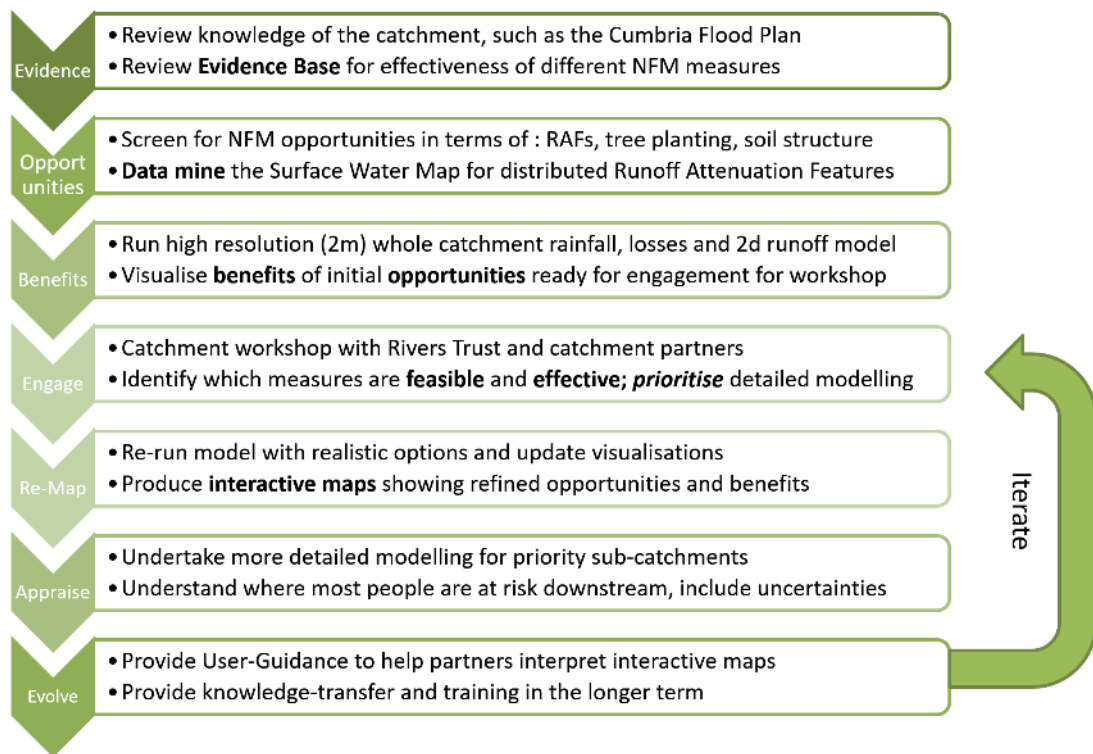 Evidence
• Review knowledge of the catchment, such as the Cumbria Flood Plan
• Review Evidence Base for effectiveness of different NFM measures
Opport
unities
• Screen for NFM opportunities in terms of : RAFs, tree planting, soil structure
• Data mine the Surface Water Map for distributed Runoff Attenuation Features
Benefits
• Run high resolution (2m) whole catchment rainfall, losses and 2d runoff model
• Visualise benefits of initial opportunities ready for engagement for workshop
Engage
• Catchment workshop with Rivers Trust and catchment partners
• Identify which measures are feasible and effective; prioritise detailed modelling
Re-Map
• Re-run model with realistic options and update visualisations
• Produce interactive maps showing refined opportunities and benefits
Appraise
• Undertake more detailed modelling for priority sub-catchments
• Understand where most people are at risk downstream, include uncertainties
Evolve
• Provide User-Guidance to help partners interpret interactive maps
• Provide knowledge-transfer and training in the longer term
Iterate